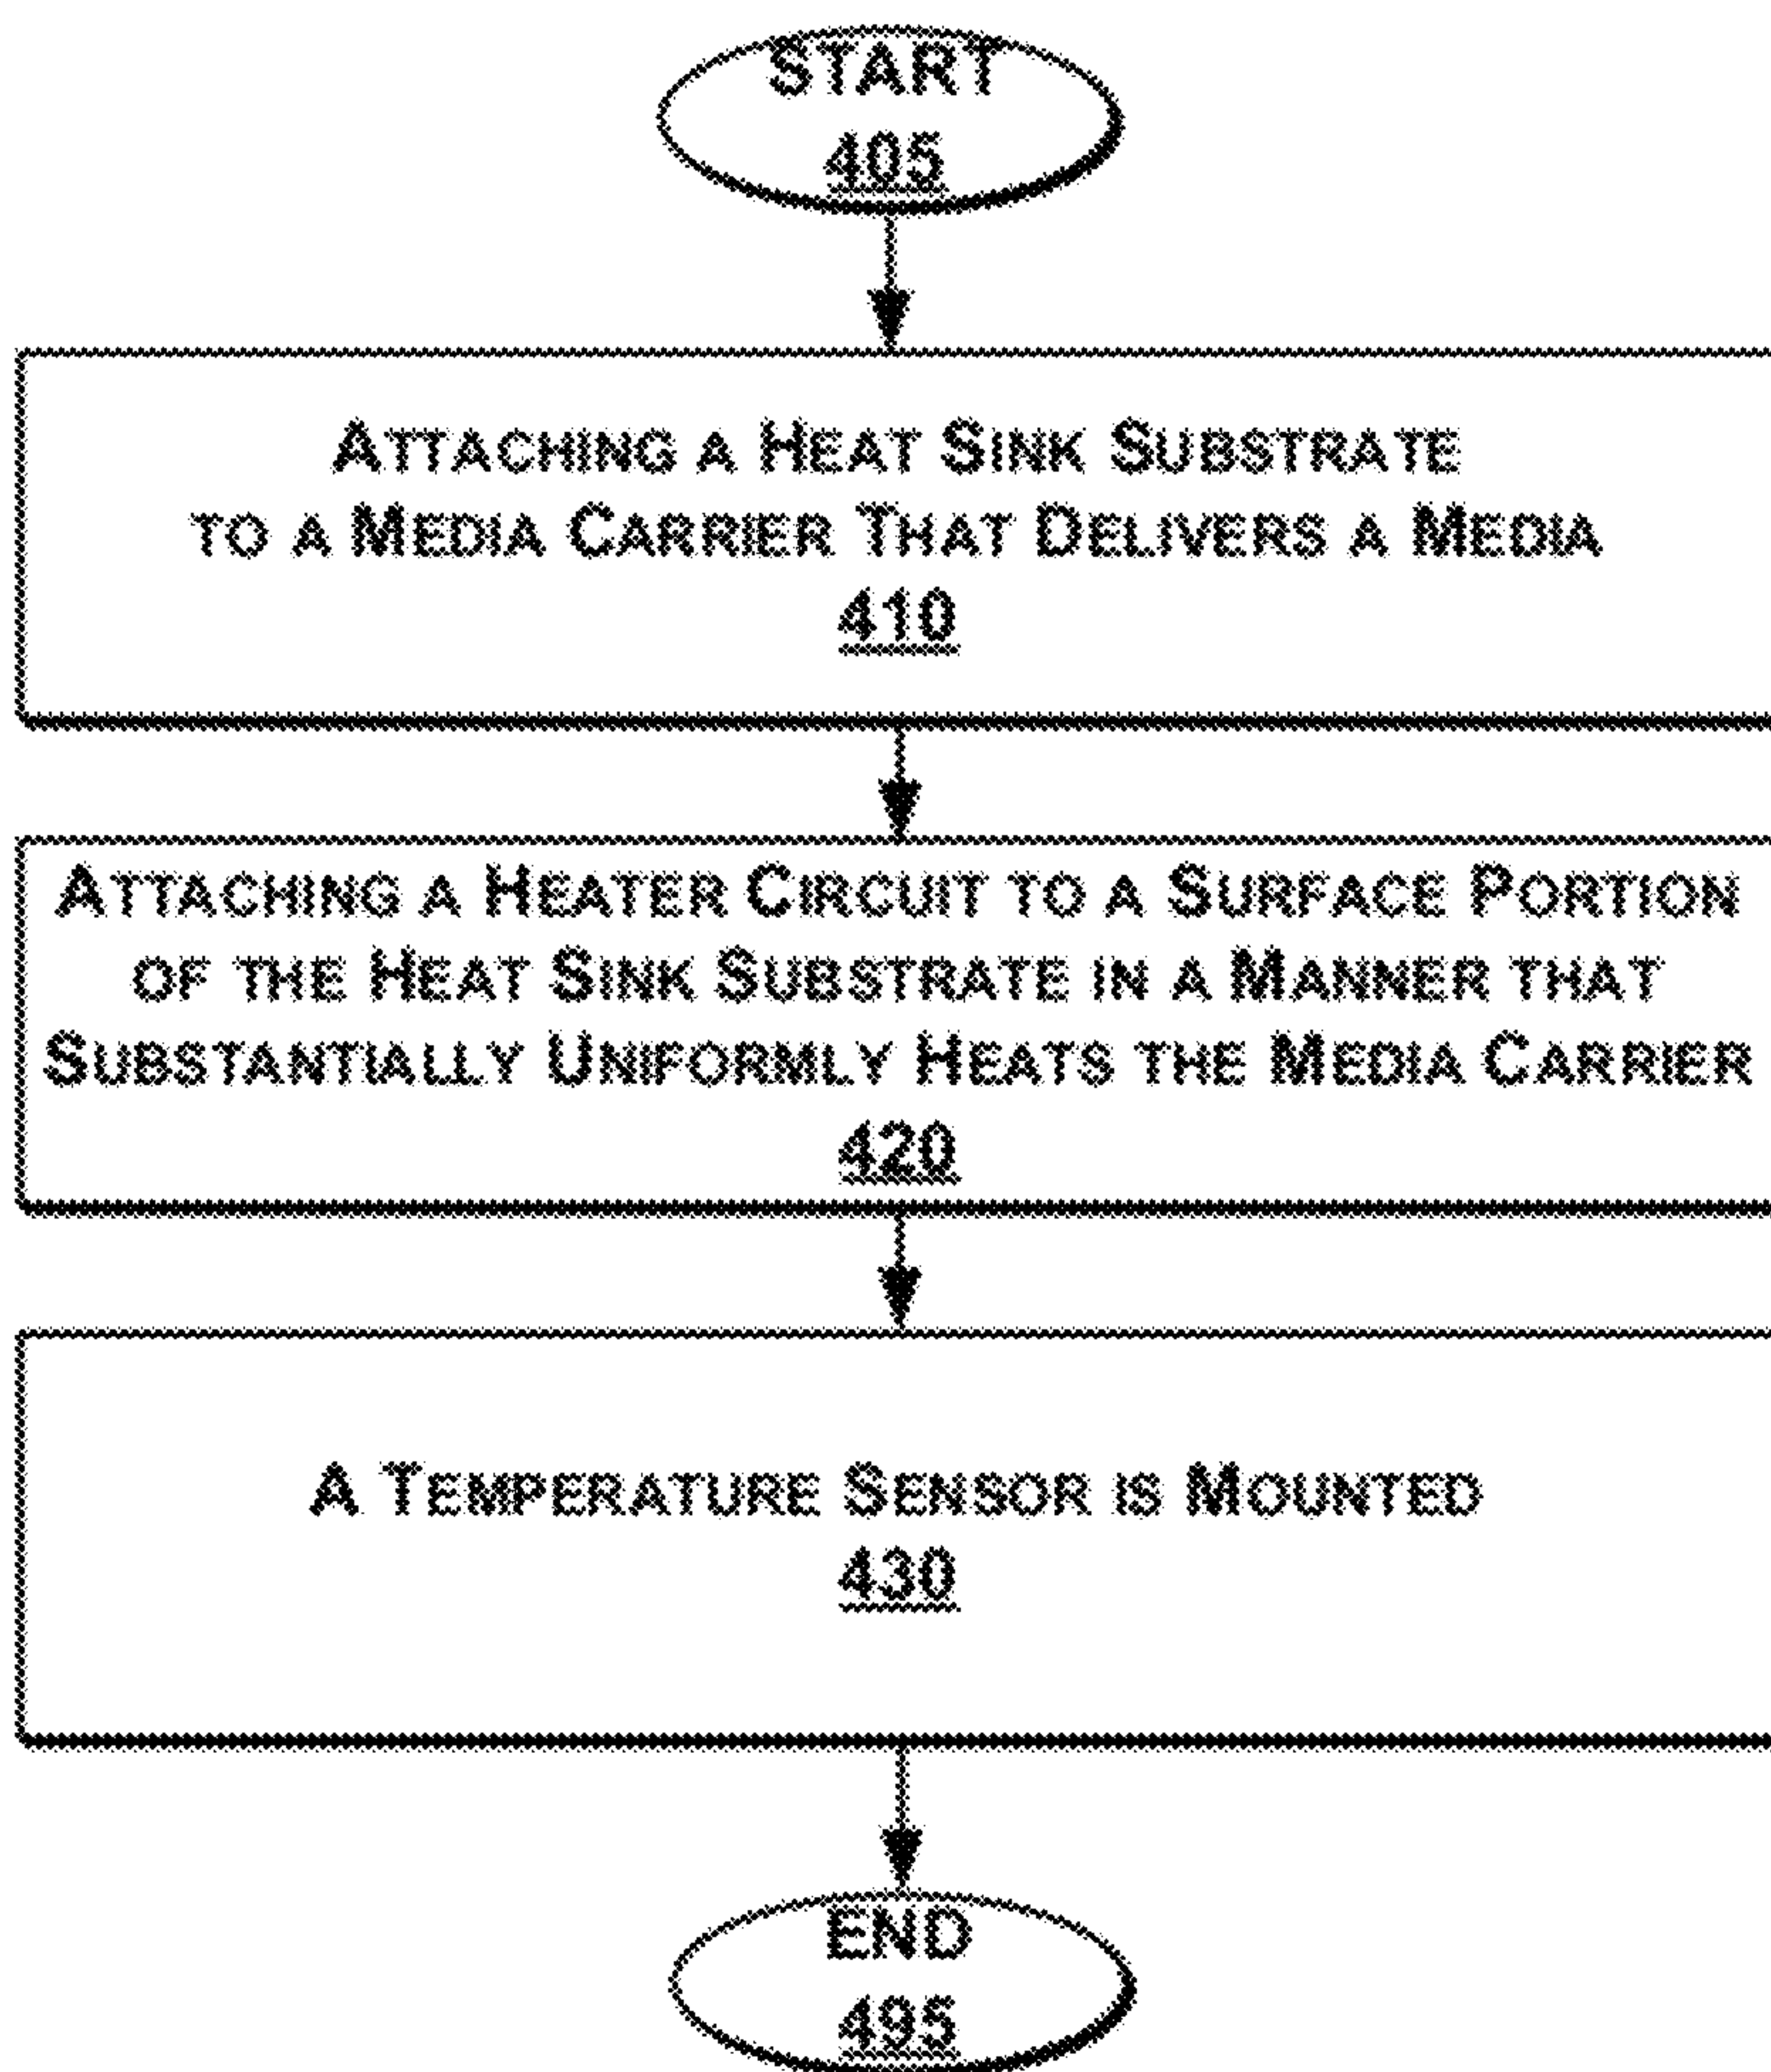 START
405
ATTACHING A HEAT SINK SUBSTRATE
TO A MEDIA CARRIER THAT DELIVERS A MEDIA
410
ATTACHING A HEATER CIRCUIT TO A SURFACE PORTION
OF THE HEAT SINK SUBSTRATE IN A MANNER THAT
SUBSTANTIALLY UNIFORMLY HEATS THE MEDIA CARRIER
420
A TEMPERATURE SENSOR IS MOUNTED
430
END
495